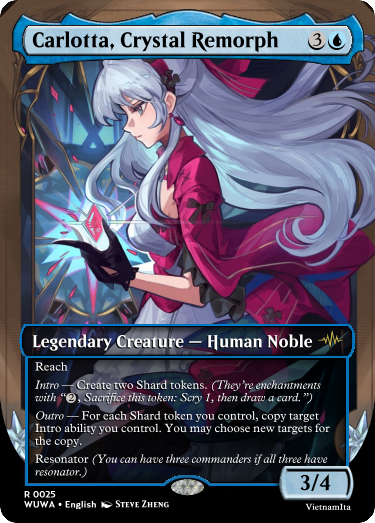 Carlotta, Crystal Remorph 3
Legendary Creature — Human Noble
Reach
Intro — Create two Shard tokens. (They're enchantments
with “2, Sacrifice this token: Scry 1, then draw a card.”)
Outro — For each Shard token you control, copy target
Intro ability you control. You may choose new targets for
the copy.
Resonator (You can have three commanders if all three have
resonator.)
3/4
R 0025
WUWA • English Steve Zheng
VietnamIta